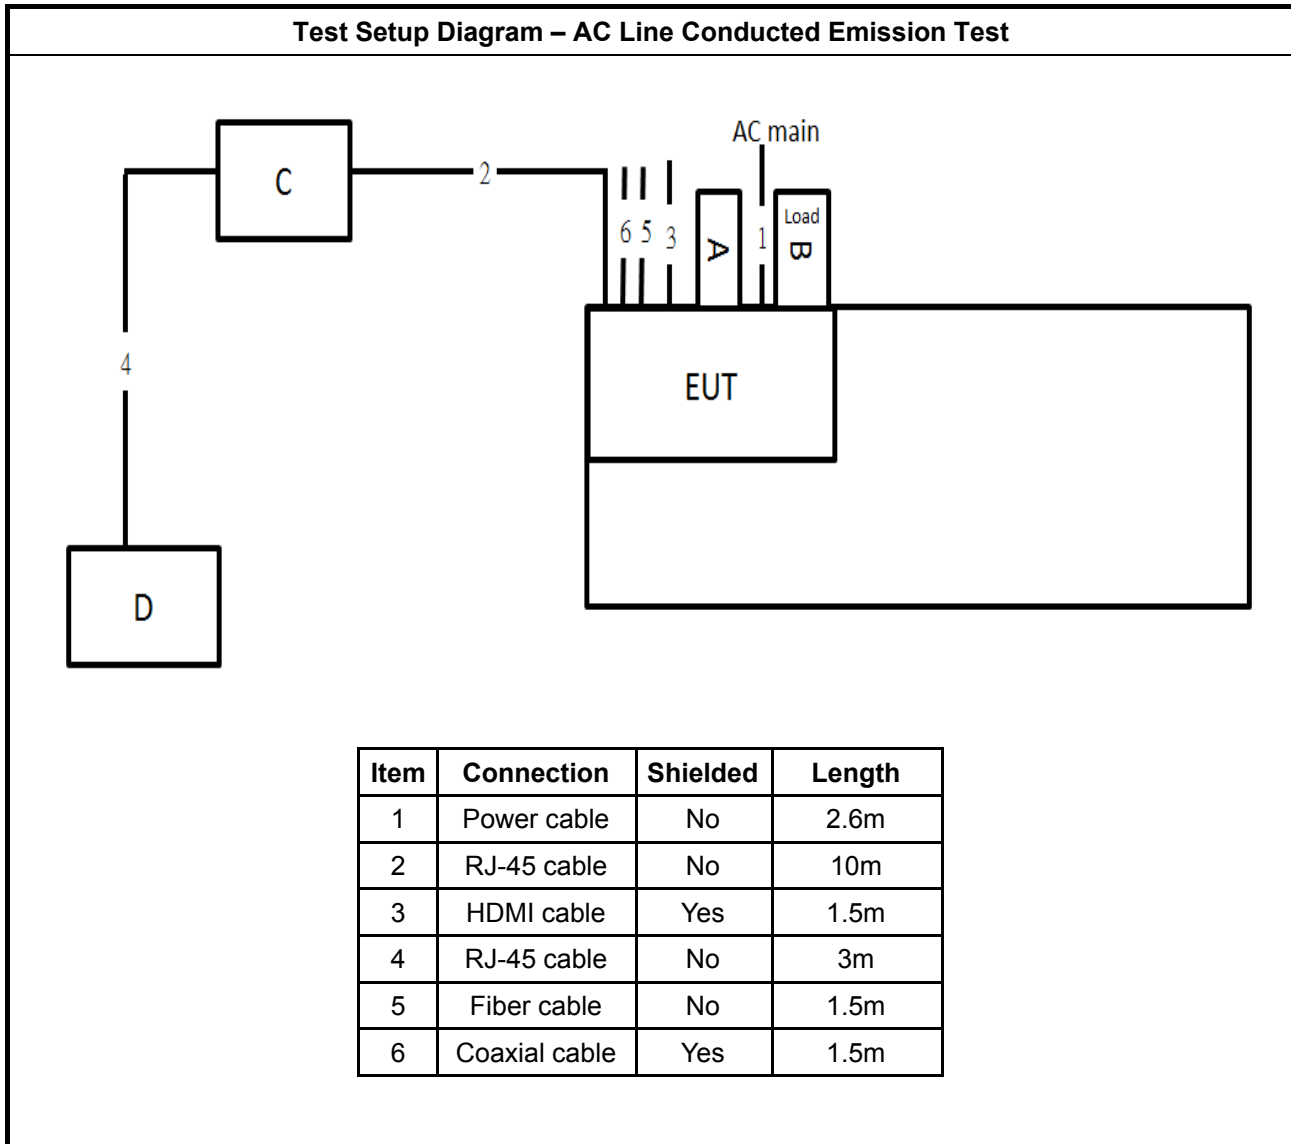 Test Setup Diagram – AC Line Conducted Emission Test
AC main
C
2
6 5 3
A
1
Load
B
4
EUT
D
Item Connection Shielded Length
1 Power cable No 2.6m
2 RJ-45 cable No 10m
3 HDMI cable Yes 1.5m
4 RJ-45 cable No 3m
5 Fiber cable No 1.5m
6 Coaxial cable Yes 1.5m